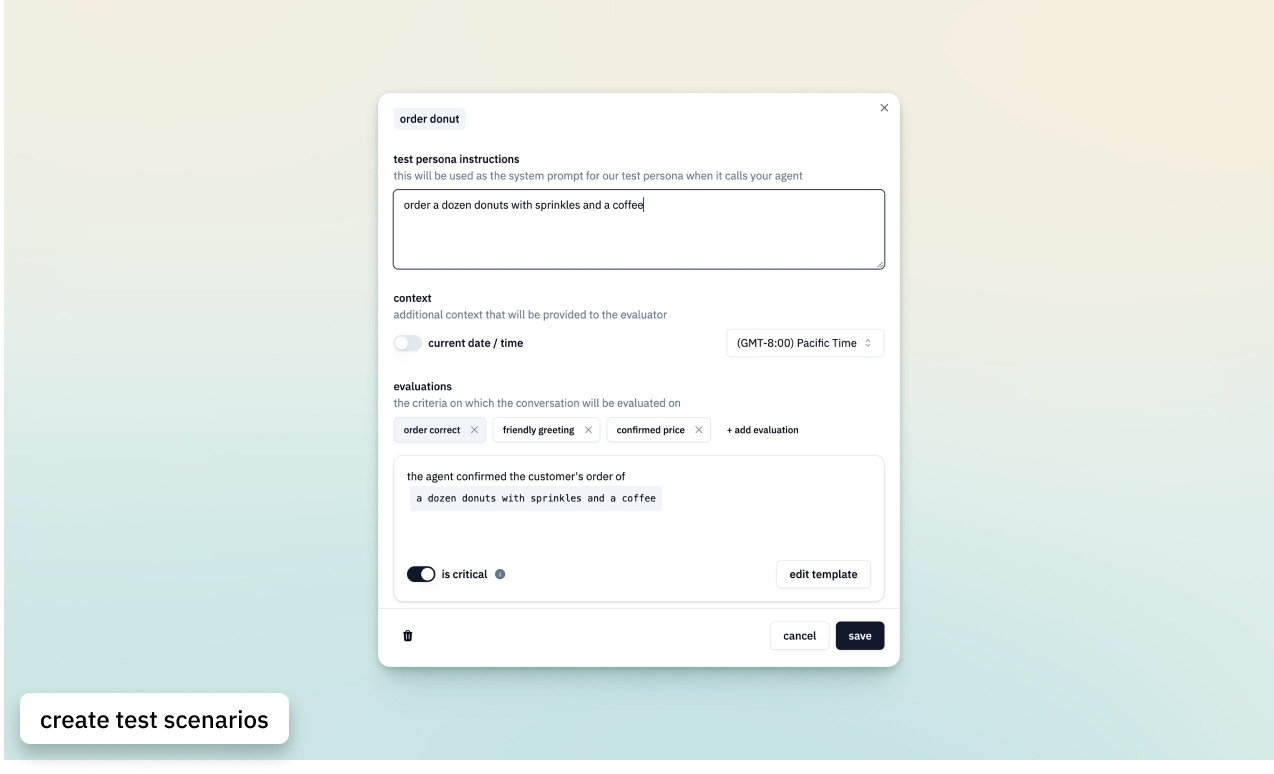 order donut
test persona instructions
this will be used as the system prompt for our test persona when it calls your agent
order a dozen donuts with sprinkles and a coffee
context
additional context that will be provided to the evaluator
current date / time
(GMT-8:00) Pacific Time
evaluations
the criteria on which the conversation will be evaluated on
order correct
friendly greeting
confirmed price
+ add evaluation
the agent confirmed the customer's order of
a dozen donuts with sprinkles and a coffee
is critical
edit template
cancel
save
create test scenarios